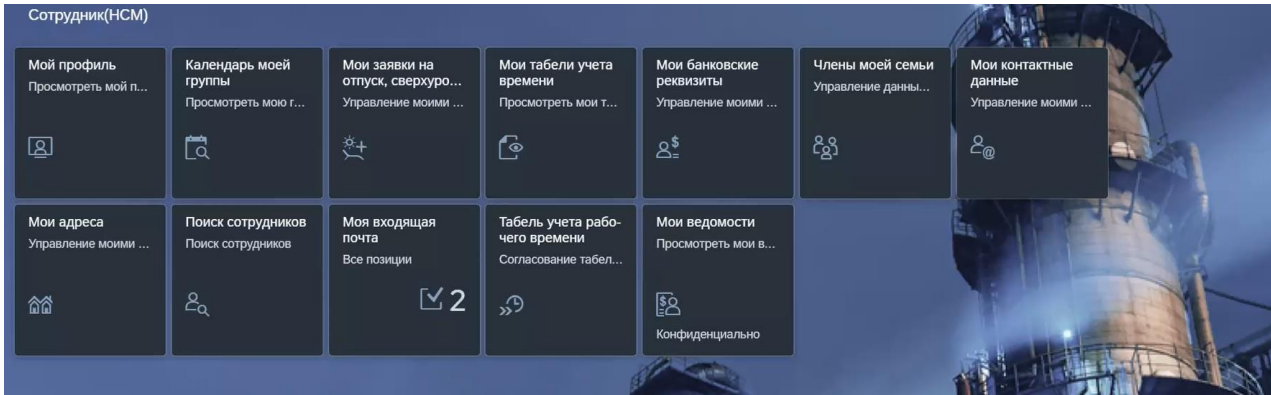 Сотрудник(НСМ)
Мой профиль
Просмотреть мой п...
Календарь моей
группы
Просмотреть мою г...
Мои заявки на
отпуск, сверхуро...
Управление моими ...
Мои табели учета
времени
Просмотреть мои т...
Мои банковские
реквизиты
Управление моими ...
Члены моей семьи
Управление данны...
Мои контактные
данные
Управление моими ...
Мои адреса
Управление моими ...
Поиск сотрудников
Поиск сотрудников
Моя входящая
почта
Все позиции
2
Табель учета рабо-
чего времени
Согласование табел...
Мои ведомости
Просмотреть мои в...
Конфиденциально